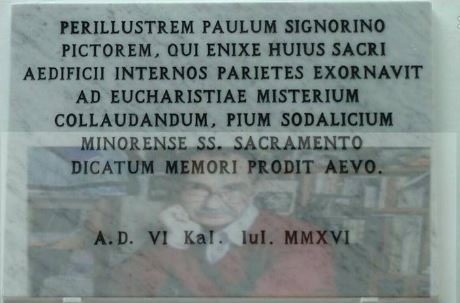 PERILLUSTREM PAULUM SIGNORINO
PICTOREM, QUI ENIXE HUIUS SACRI
AEDIFICII INTERNOS PARIETES EXORNAVIT
AD EUCHARISTIAE MISTERIUM
COLLAUDANDUM, PIUM SODALICIUM
MINORENSE SS. SACRAMENTO
DICATUM MEMORI PRODIT AEVO.
A.D. VI Kal. Iul. MMXVI